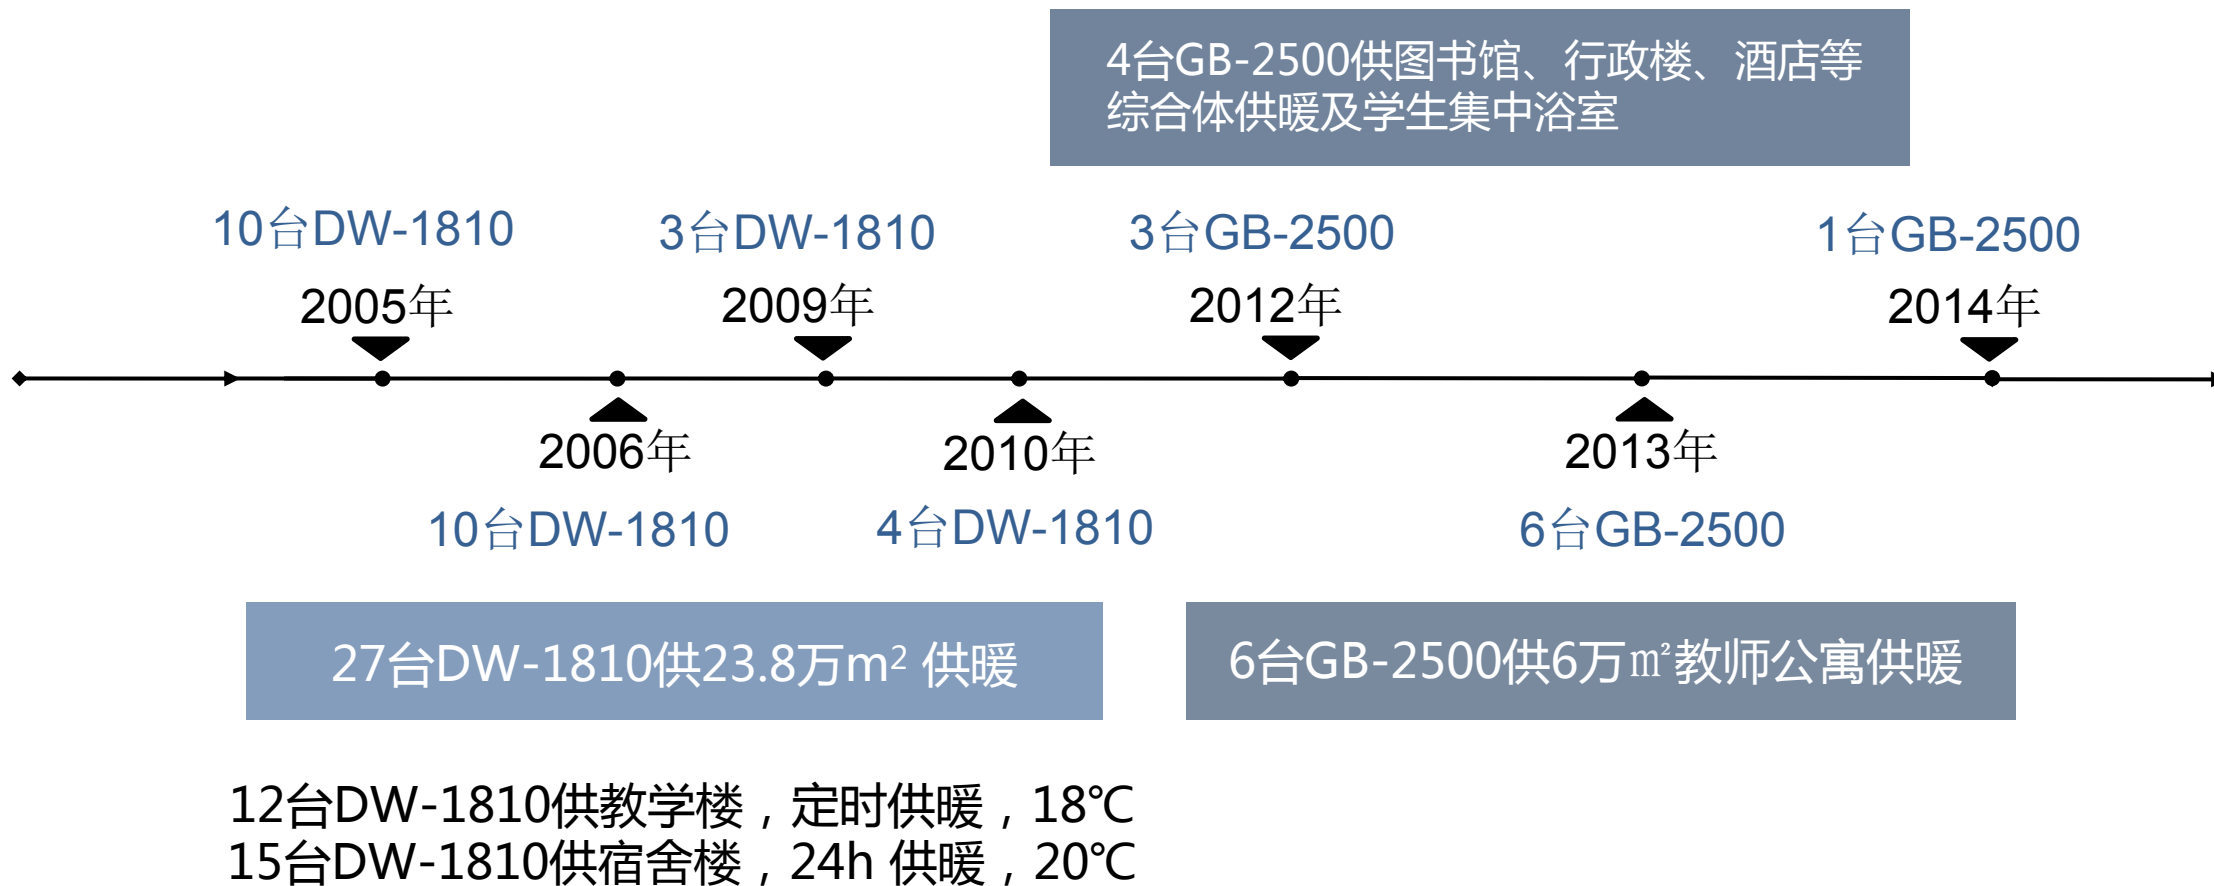 4台GB-2500供图书馆、行政楼、酒店等
综合体供暖及学生集中浴室
10台DW-1810
3台DW-1810
3台GB-2500
1台GB-2500
2005年
2009年
2012年
2014年
2006年
2010年
2013年
10台DW-1810
4台DW-1810
6台GB-2500
27台DW-1810供23.8万m² 供暖
6台GB-2500供6万㎡教师公寓供暖
12台DW-1810供教学楼，定时供暖，18℃
15台DW-1810供宿舍楼，24h 供暖，20℃